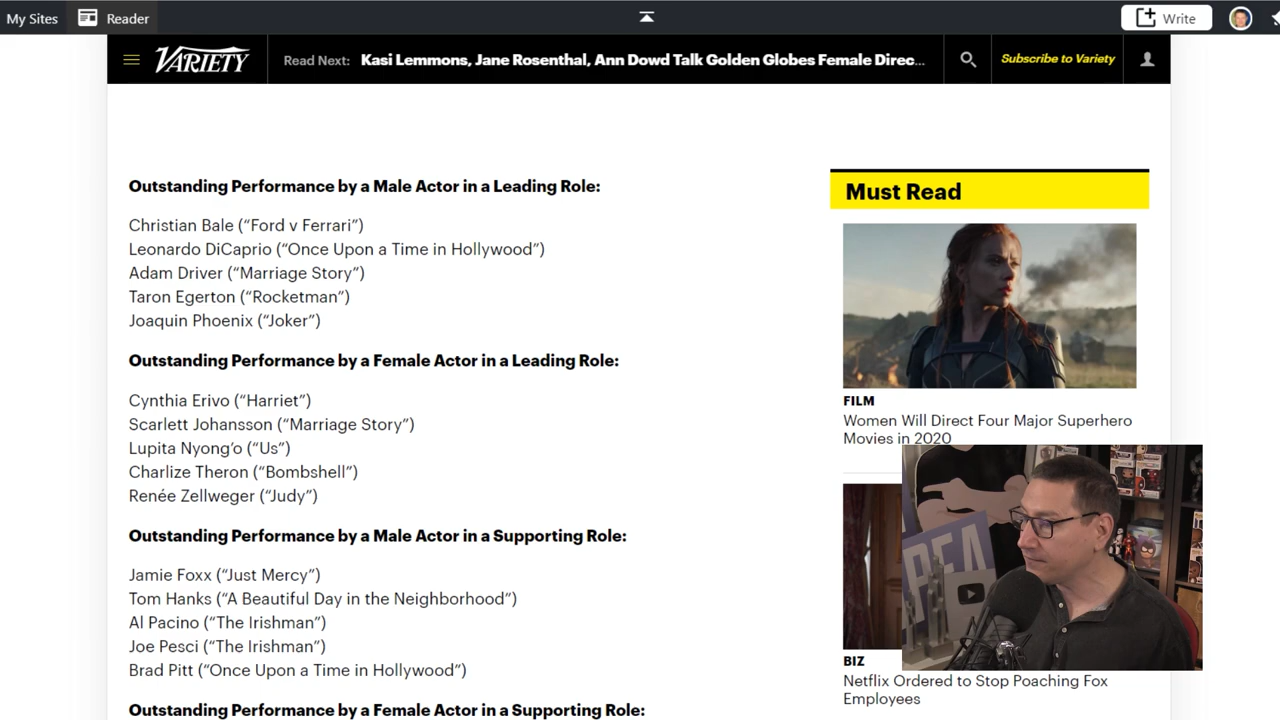 My Sites
Reader
Write
VARIETY
Read Next: Kasi Lemmons, Jane Rosenthal, Ann Dowd Talk Golden Globes Female Direc...
Subscribe to Variety
Outstanding Performance by a Male Actor in a Leading Role:
Christian Bale (“Ford v Ferrari”)
Leonardo DiCaprio (“Once Upon a Time in Hollywood”)
Adam Driver (“Marriage Story”)
Taron Egerton (“Rocketman”)
Joaquin Phoenix (“Joker”)
Outstanding Performance by a Female Actor in a Leading Role:
Cynthia Erivo (“Harriet”)
Scarlett Johansson (“Marriage Story”)
Lupita Nyong’o (“Us”)
Charlize Theron (“Bombshell”)
Renée Zellweger (“Judy”)
Outstanding Performance by a Male Actor in a Supporting Role:
Jamie Foxx (“Just Mercy”)
Tom Hanks (“A Beautiful Day in the Neighborhood”)
Al Pacino (“The Irishman”)
Joe Pesci (“The Irishman”)
Brad Pitt (“Once Upon a Time in Hollywood”)
Outstanding Performance by a Female Actor in a Supporting Role:
Must Read
FILM
Women Will Direct Four Major Superhero
Movies in 2020
BIZ
Netflix Ordered to Stop Poaching Fox
Employees